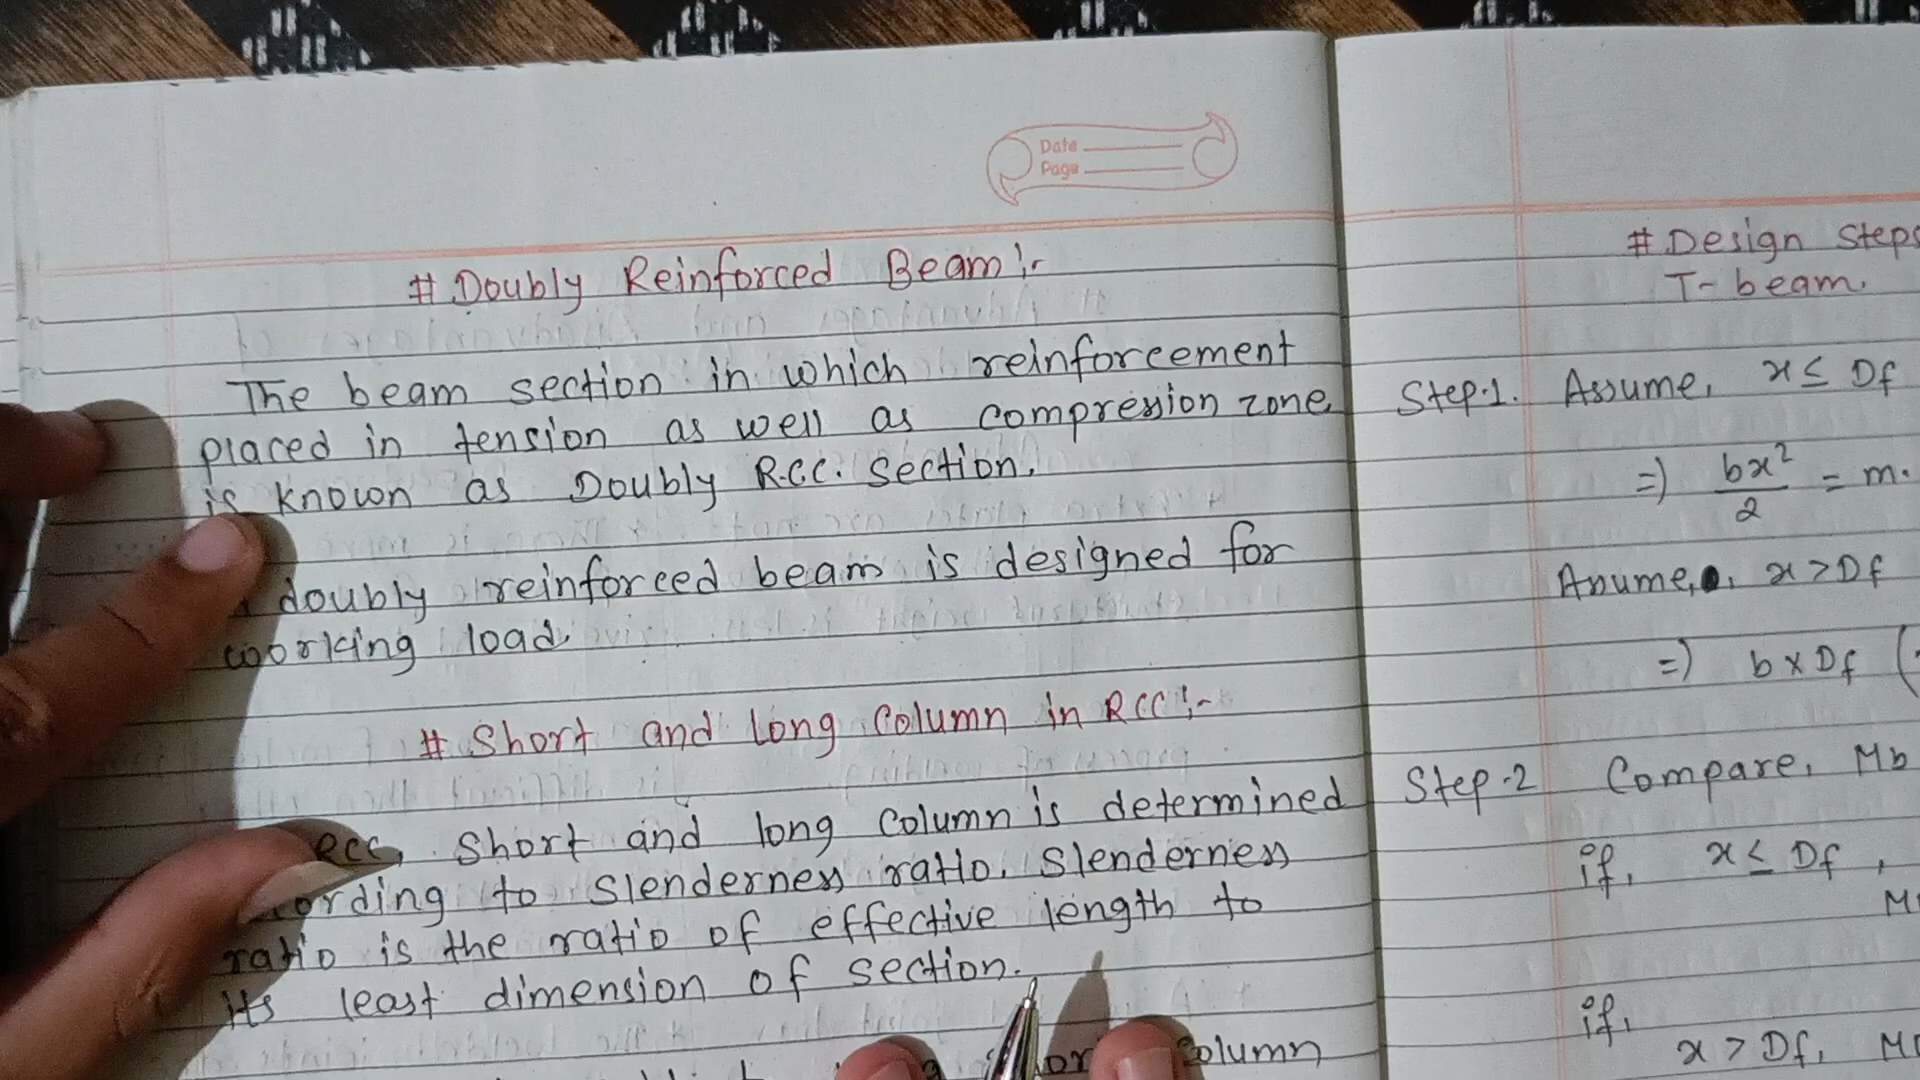 Date
Page
# Doubly Reinforced Beam:-
The beam section in which reinforcement
placed in tension as well as compression zone
is known as Doubly R.C.C. section.
doubly reinforced beam is designed for
working load.
# Short and long Column in RCC:-
short and long column is determined
to slenderness ratio. Slenderness
ratio is the ratio of effective length to
its least dimension of section.
column
# Design Steps
T-beam.
Step-1. Assume, x ≤ Df
=) bx²/2 = m.
Assume, x > Df
=) b x Df (
Step-2 Compare, Mb
if, x ≤ Df,
if,
x > Df,